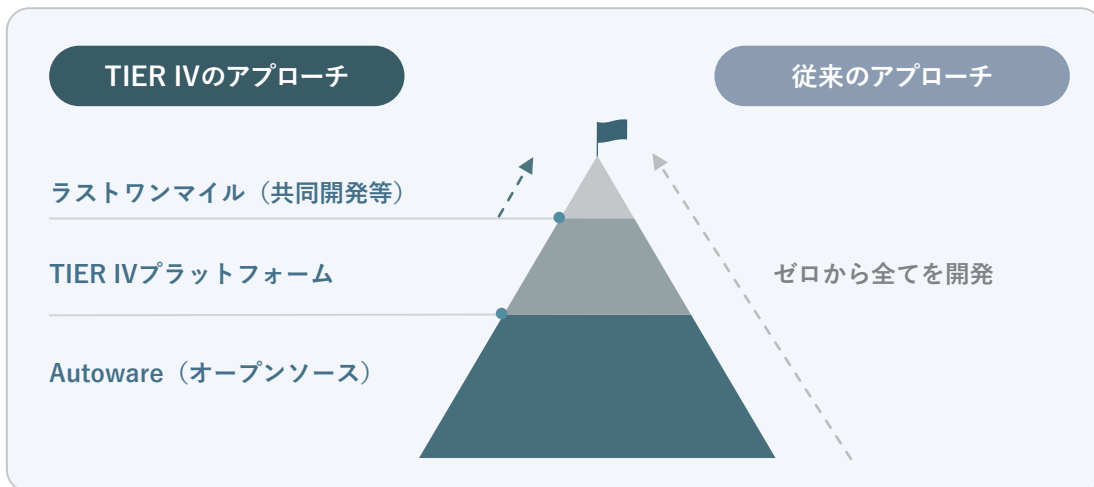 TIER IVのアプローチ
従来のアプローチ
ラストワンマイル（共同開発等）
TIER IVプラットフォーム
ゼロから全てを開発
Autoware（オープンソース）